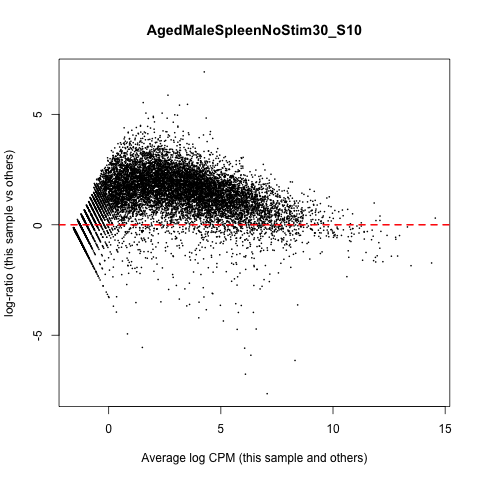 AgedMaleSpleenNoStim30_S10
log-ratio (this sample vs others)
5
0
-5
0
5
10
15
Average log CPM (this sample and others)